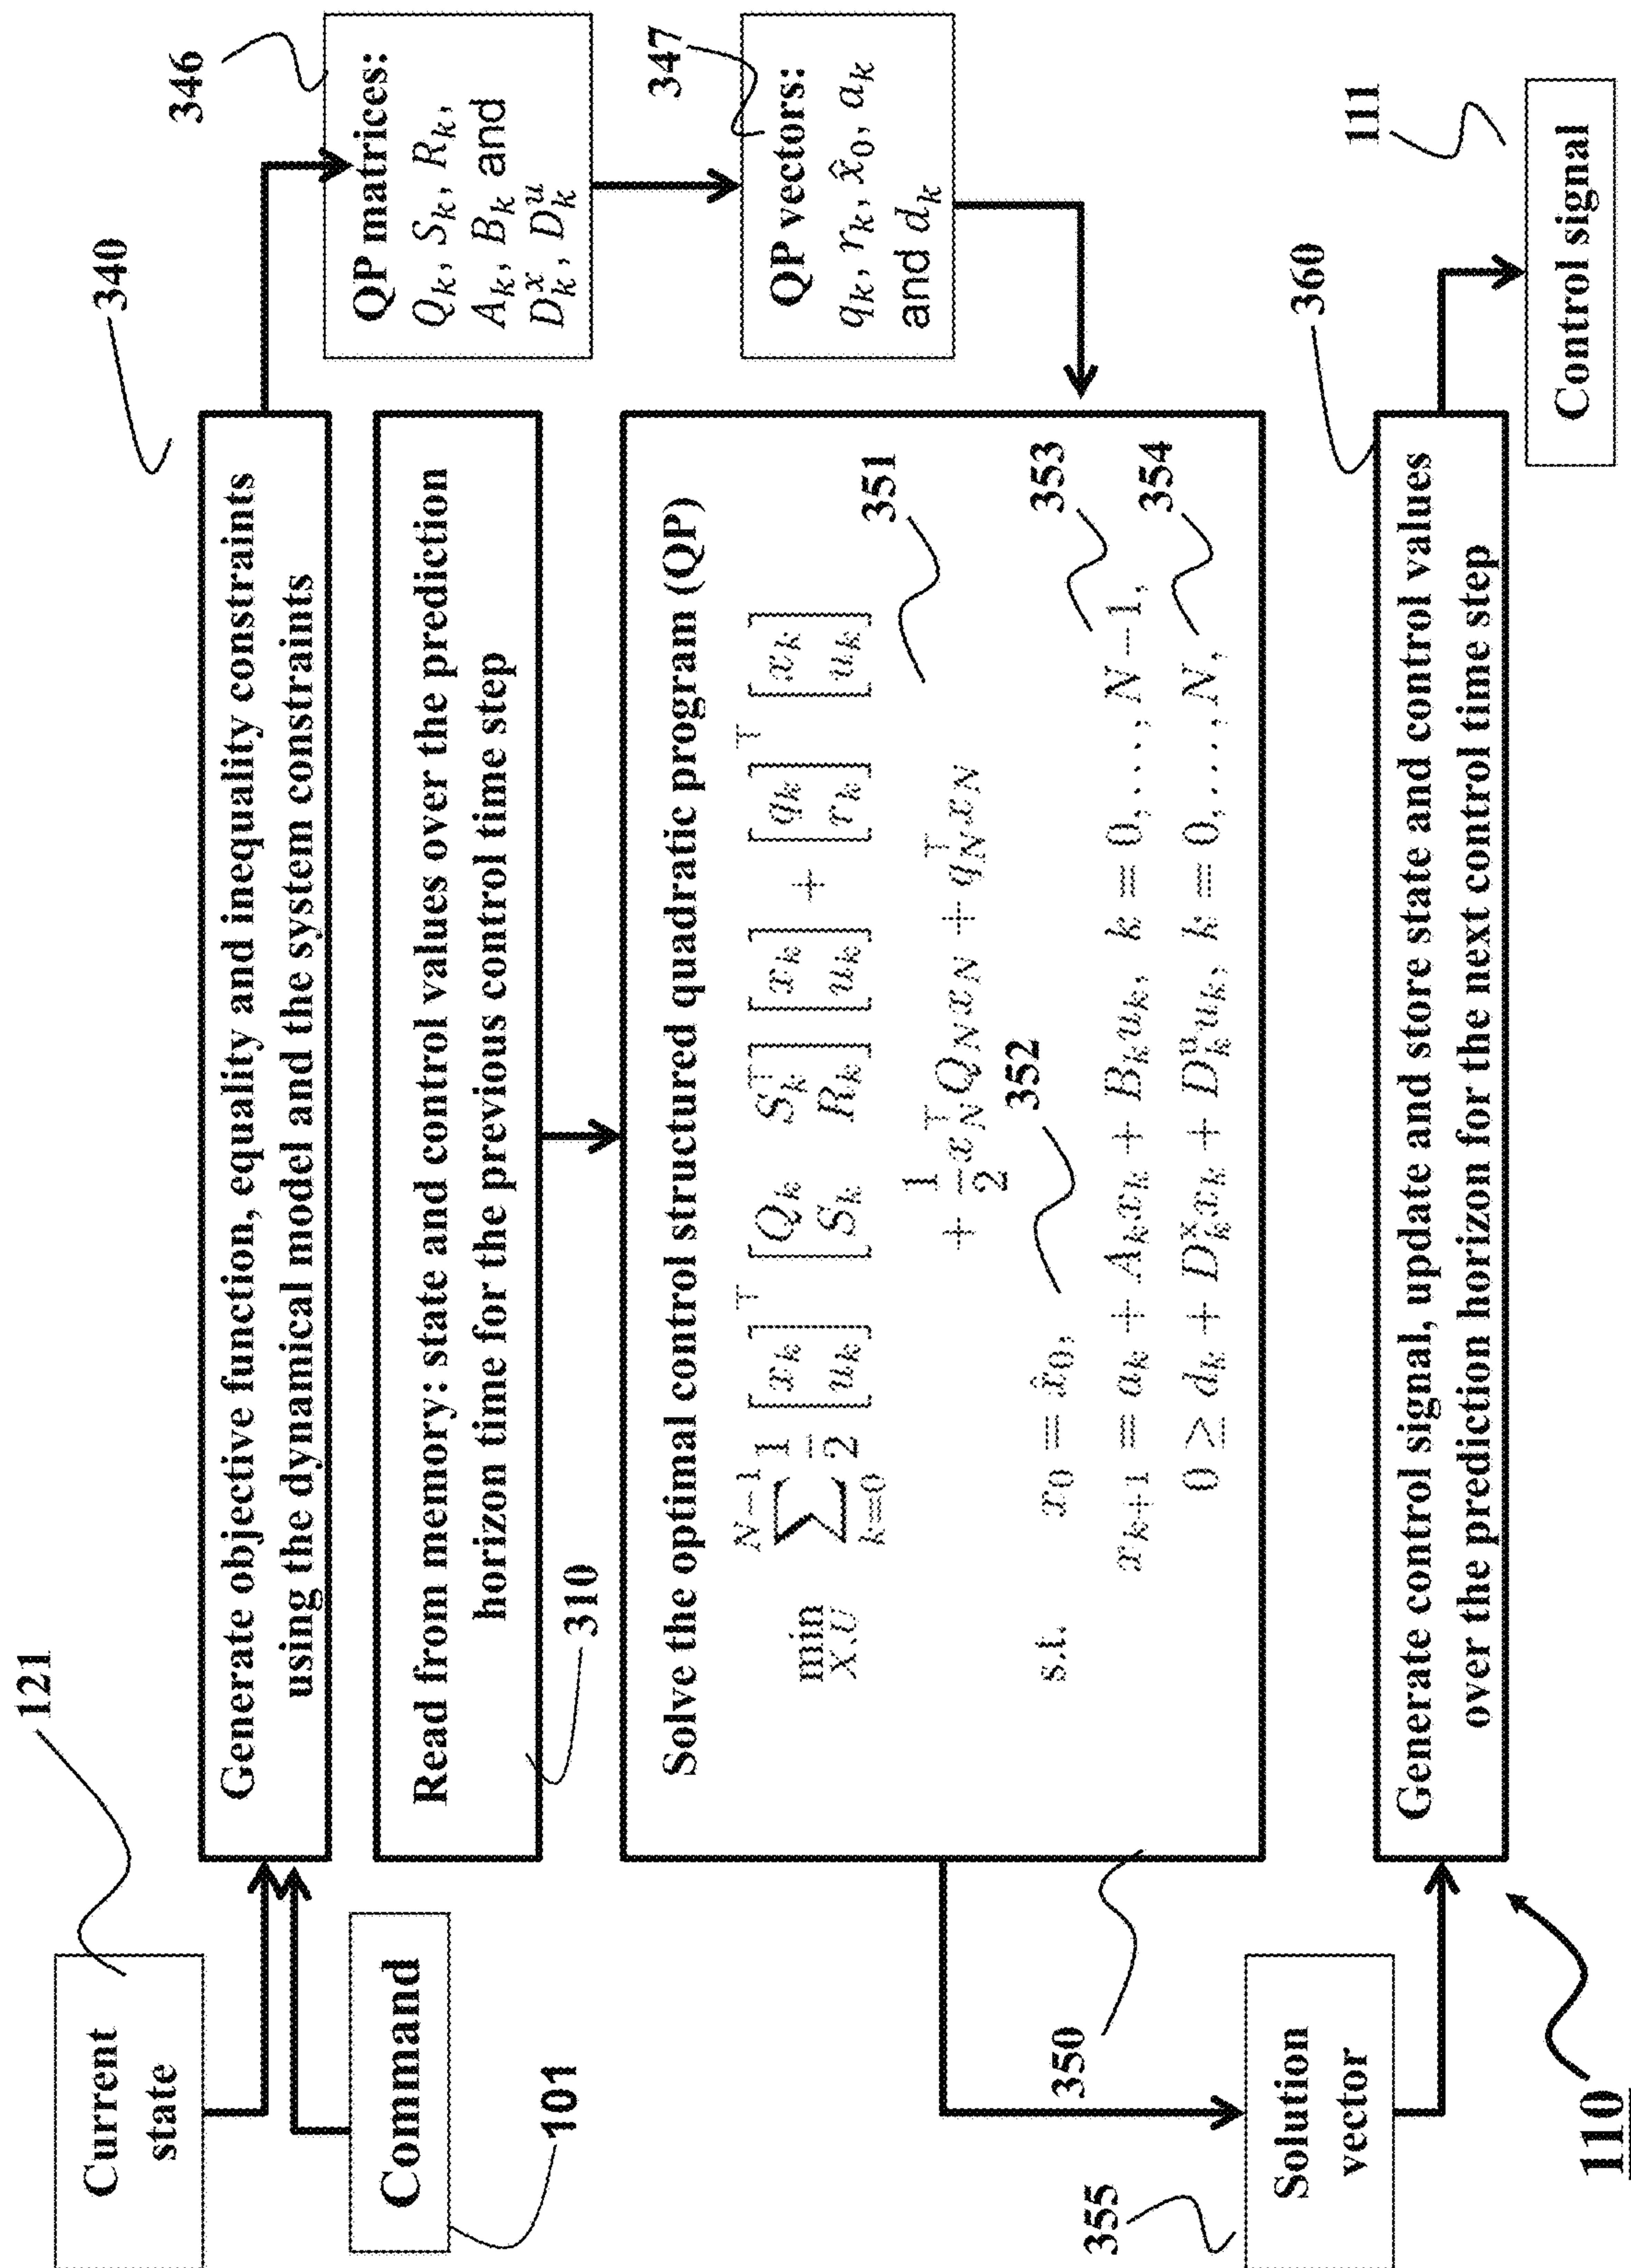 121
Current
state
Command
101
340
Generate objective function, equality and inequality constraints
using the dynamical model and the system constraints
346
QP matrices:
Q_k, S_k, R_k,
A_k, B_k and
D_k^x, D_k^u
Read from memory: state and control values over the prediction
horizon time for the previous control time step
310
347
QP vectors:
q_k, r_k, x̂_0, a_k
and d_k
Solve the optimal control structured quadratic program (QP)
min X,U ∑_{k=0}^{N−1} 1/2 [x_k u_k]^⊤ [Q_k S_k^⊤ S_k R_k] [x_k u_k] + [q_k r_k]^⊤ [x_k u_k]
351
+ 1/2 x_N^⊤ Q_N x_N + q_N^⊤ x_N
352
s.t. x_0 = x̂_0,
353
x_{k+1} = a_k + A_k x_k + B_k u_k, k = 0, . . . , N−1,
354
0 ≥ d_k + D_k^x x_k + D_k^u u_k, k = 0, . . . , N,
350
355
Solution
vector
360
Generate control signal, update and store state and control values
over the prediction horizon for the next control time step
111
Control signal
110